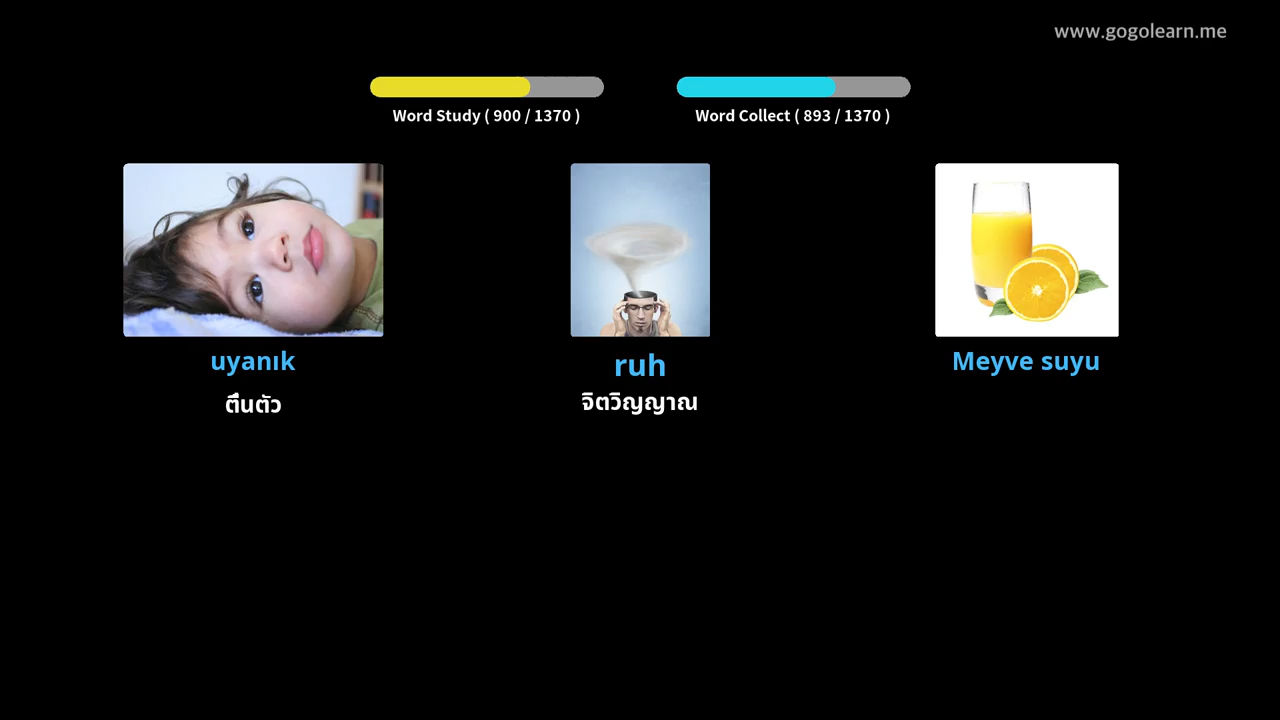 www.gogolearn.me
Word Study ( 900 / 1370 )
Word Collect ( 893 / 1370 )
uyanık
ตื่นตัว
ruh
จิตวิญญาณ
Meyve suyu